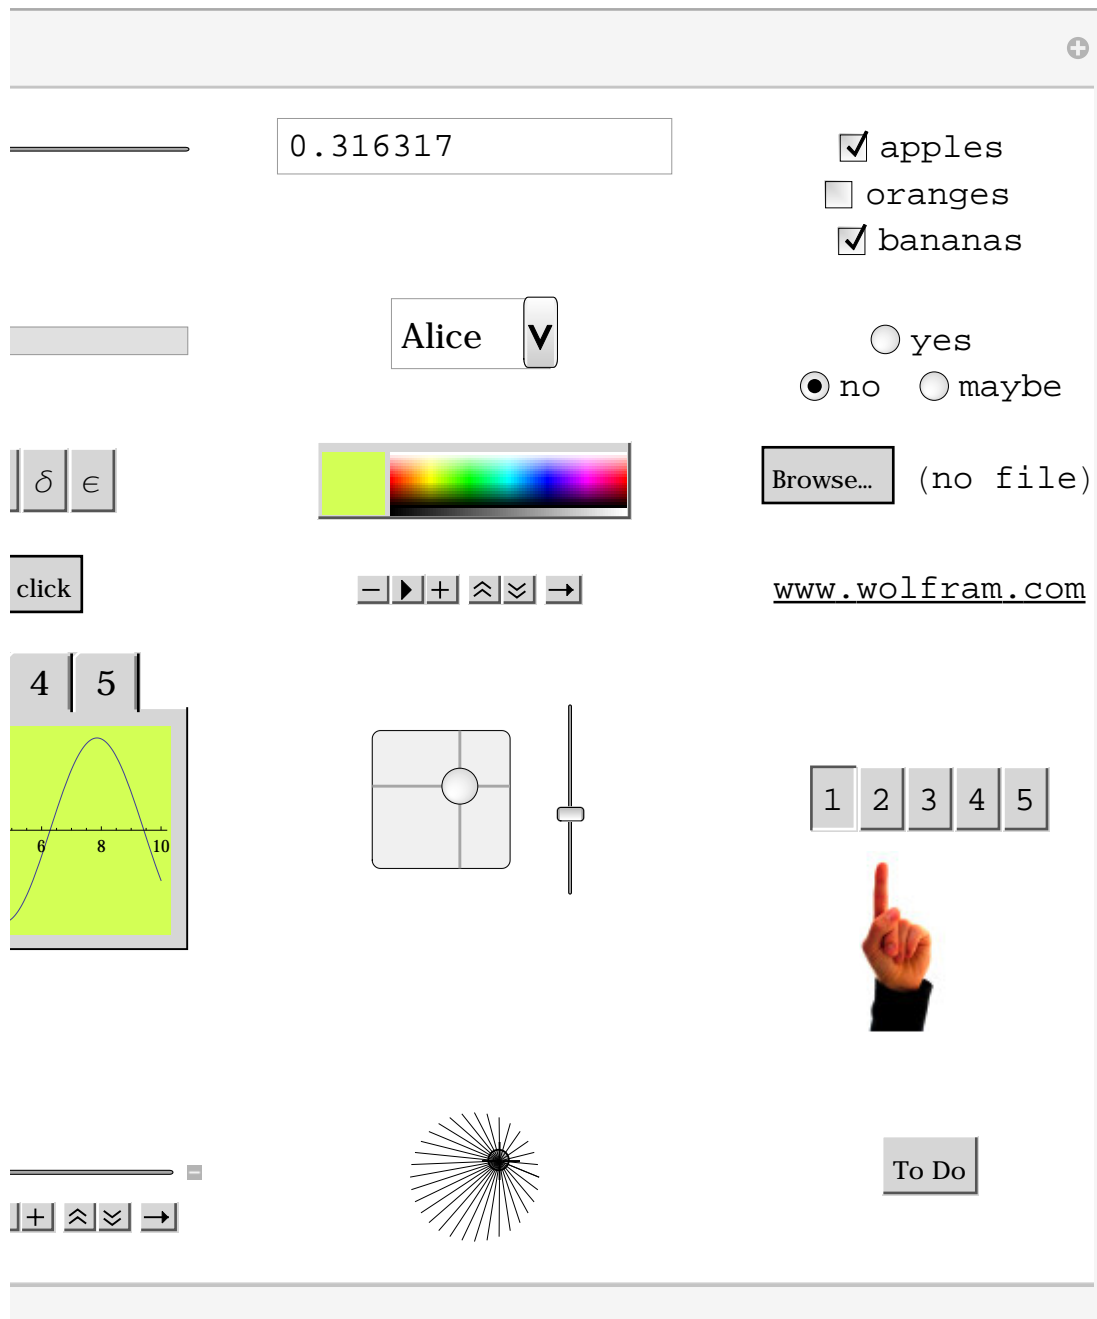 0.316317
apples
oranges
bananas
Alice
yes
no maybe
δ ϵ
Browse... (no file)
click
www.wolfram.com
4 5
6 8 10
1 2 3 4 5
To Do